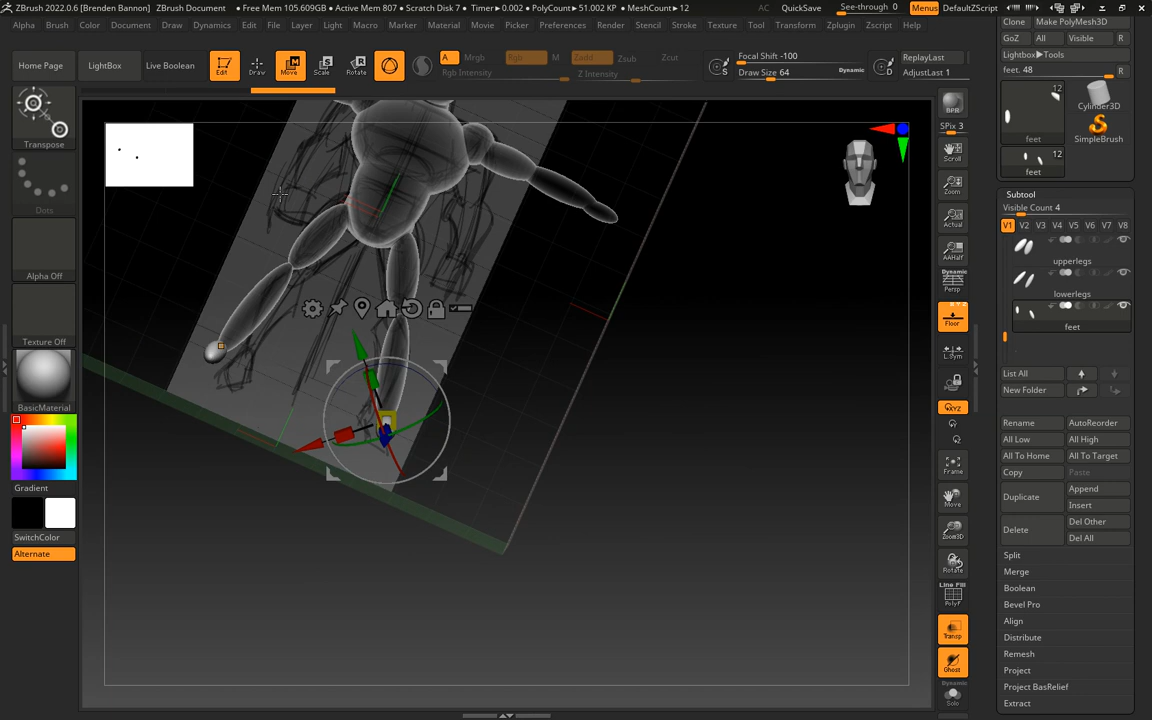 ZBrush 2022.0.6 [Brenden Bannon] ZBrush Document • Free Mem 105.609GB • Active Mem 807 • Scratch Disk 7 • Timer▶0.002 • PolyCount▶51.002 KP • MeshCount▶12 AC QuickSave See-through 0 Menus DefaultZScript
Alpha Brush Color Document Draw Dynamics Edit File Layer Light Macro Marker Material Movie Picker Preferences Render Stencil Stroke Texture Tool Transform Zplugin Zscript Help
Home Page LightBox Live Boolean Edit Draw Move Scale Rotate A Mrgb Rgb M Zadd Zsub Zcut
Rgb Intensity Z Intensity
S Focal Shift -100
Draw Size 64 Dynamic
D ReplayLast
AdjustLast 1
Transpose
Dots
Alpha Off
Texture Off
BasicMaterial
Gradient
SwitchColor
Alternate
BPR
SPix 3
Scroll
Zoom
Actual
AAHalf
Dynamic
Persp
Floor
L.Sym
XYZ
Frame
Move
Zoom3D
Rotate
Line Fill
PolyF
Transp
Ghost
Dynamic
Solo
Clone Make PolyMesh3D
GoZ All Visible R
Lightbox▶Tools
feet. 48 R
12
feet
Cylinder3D
SimpleBrush
12
feet
Subtool
Visible Count 4
V1 V2 V3 V4 V5 V6 V7 V8
upperlegs
lowerlegs
feet
List All
New Folder
Rename AutoReorder
All Low All High
All To Home All To Target
Copy Paste
Duplicate Append
Insert
Delete Del Other
Del All
Split
Merge
Boolean
Bevel Pro
Align
Distribute
Remesh
Project
Project BasRelief
Extract